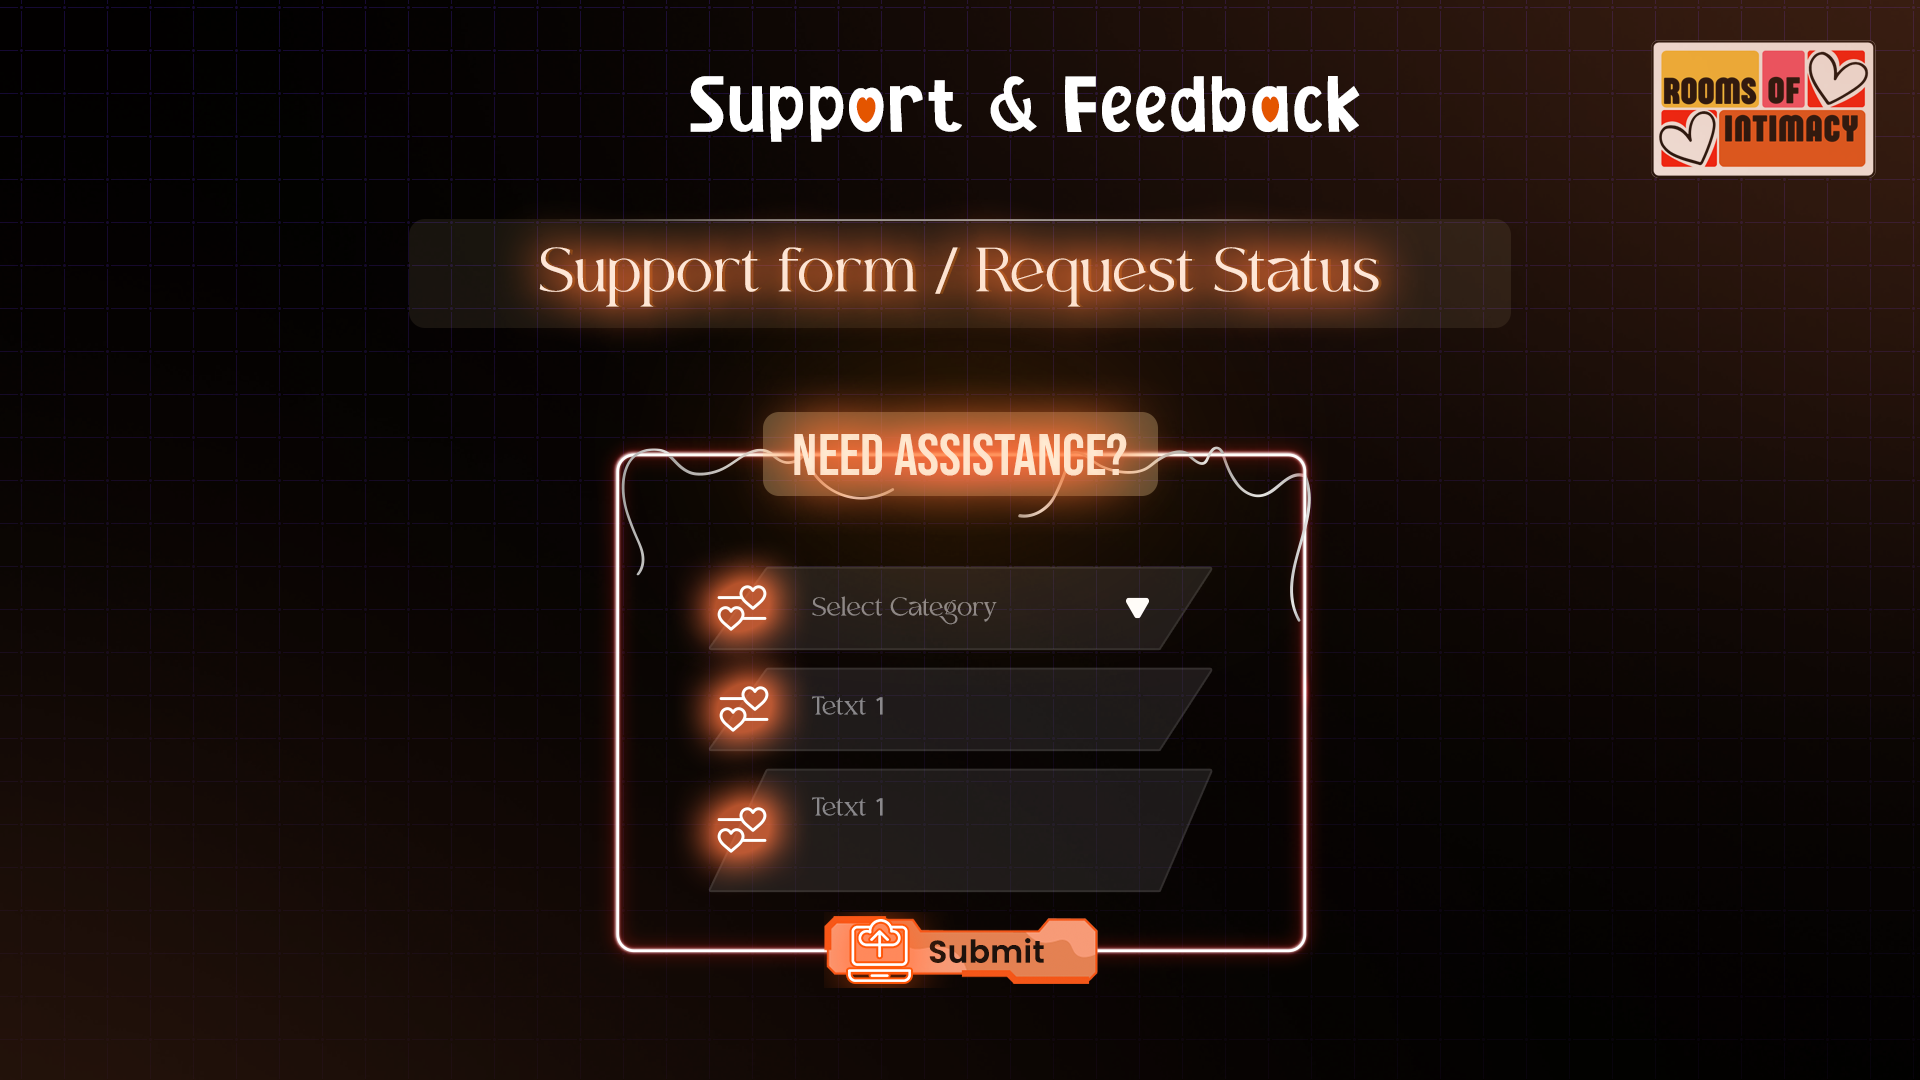 Support & Feedback
ROOMS OF
INTIMACY
Support form / Request Status
NEED ASSISTANCE?
Select Category
Tetxt 1
Tetxt 1
Submit